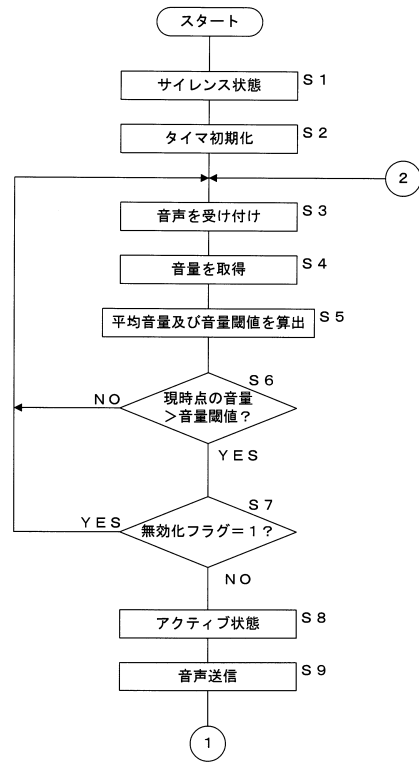 スタート
サイレンス状態
S1
タイマ初期化
S2
2
音声を受け付け
S3
音量を取得
S4
平均音量及び音量閾値を算出
S5
S6
現時点の音量
＞音量閾値？
NO
YES
S7
無効化フラグ＝1？
YES
NO
アクティブ状態
S8
音声送信
S9
1